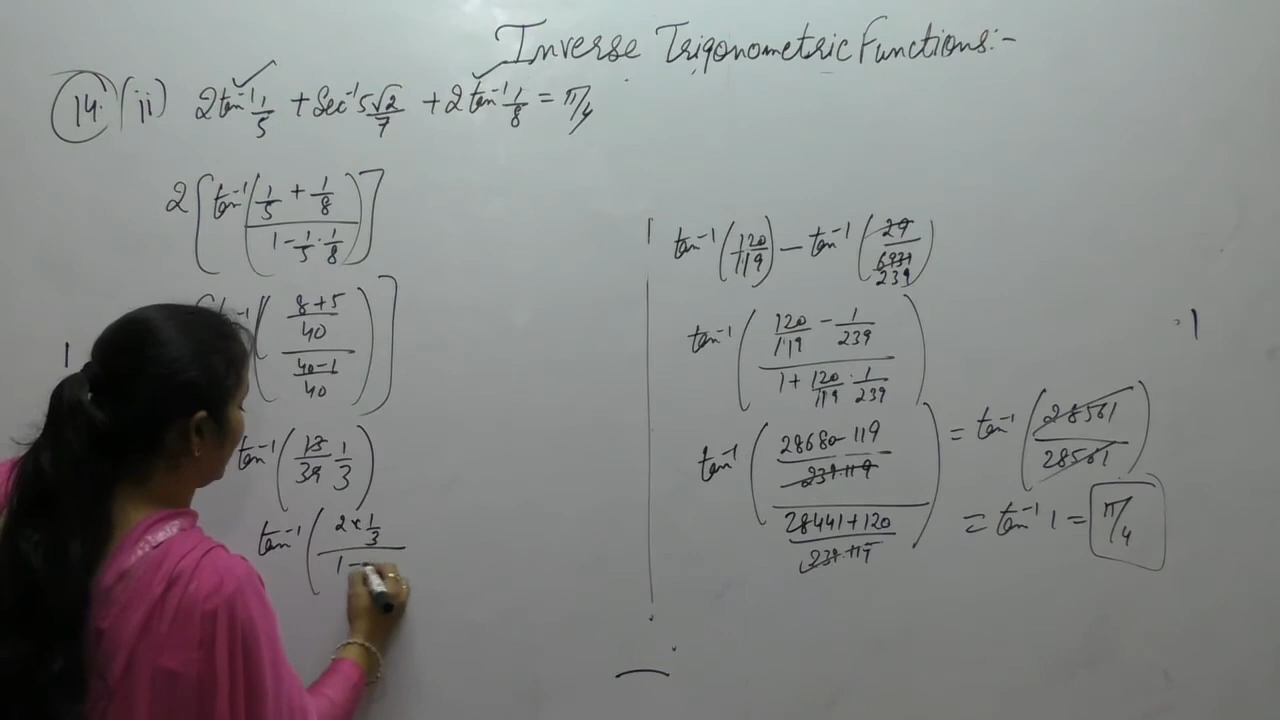 Inverse Trigonometric Functions:-
14. (ii) 2tan⁻¹ 1/5 + Sec⁻¹ 5√2/7 + 2tan⁻¹ 1/8 = π/4
2[tan⁻¹((1/5 + 1/8)/(1 - 1/5 · 1/8))]
((8+5)/40)/((40-1)/40)
tan⁻¹(13/39 1/3)
tan⁻¹((2 × 1/3)/(1 -
tan⁻¹(120/119) - tan⁻¹(29/6931 239)
tan⁻¹((120/119 - 1/239)/(1 + 120/119 · 1/239))
tan⁻¹(((28680 - 119)/(239·119))/((28441 + 120)/(239·119))) = tan⁻¹(28561/28561)
= tan⁻¹ 1 = π/4